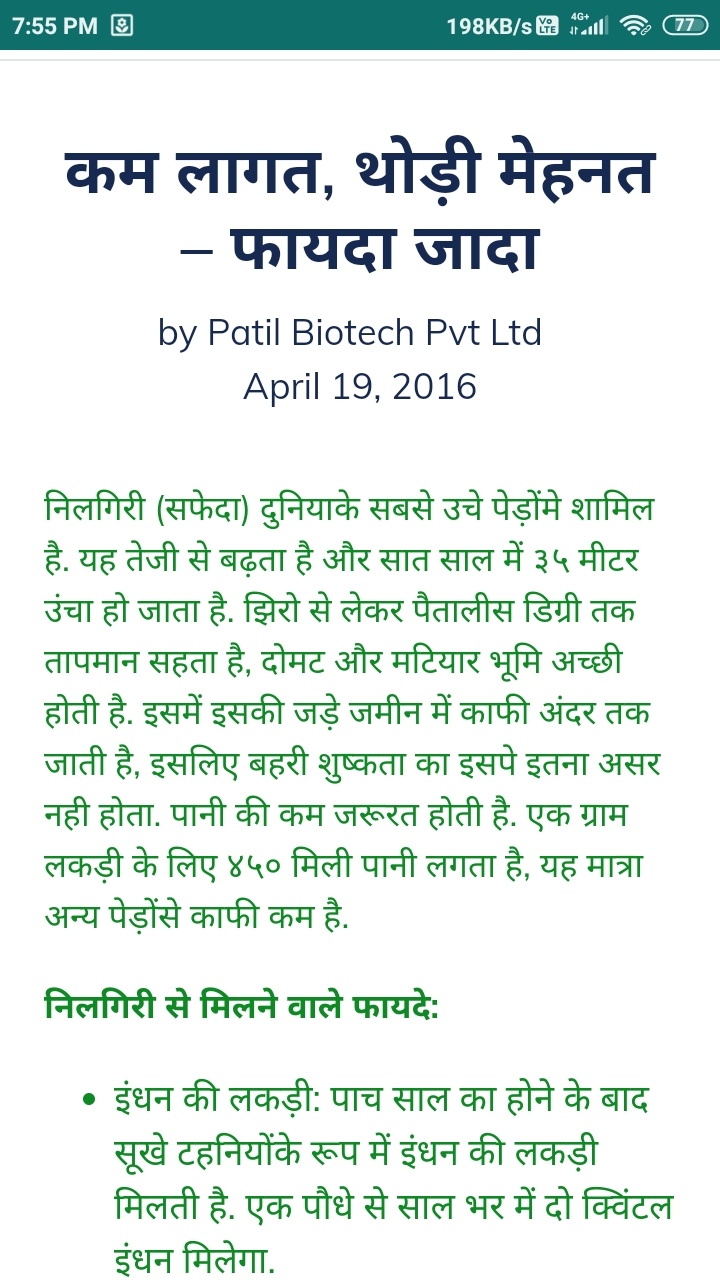 7:55 PM 198KB/s Vo LTE 4G+ 77
कम लागत, थोड़ी मेहनत
– फायदा जादा
by Patil Biotech Pvt Ltd
April 19, 2016
निलगिरी (सफेदा) दुनियाके सबसे उचे पेड़ोंमे शामिल
है. यह तेजी से बढ़ता है और सात साल में ३५ मीटर
उंचा हो जाता है. झिरो से लेकर पैतालीस डिग्री तक
तापमान सहता है, दोमट और मटियार भूमि अच्छी
होती है. इसमें इसकी जड़े जमीन में काफी अंदर तक
जाती है, इसलिए बहरी शुष्कता का इसपे इतना असर
नही होता. पानी की कम जरूरत होती है. एक ग्राम
लकड़ी के लिए ४५० मिली पानी लगता है, यह मात्रा
अन्य पेड़ोंसे काफी कम है.
निलगिरी से मिलने वाले फायदे:
• इंधन की लकड़ी: पाच साल का होने के बाद
सूखे टहनियोंके रूप में इंधन की लकड़ी
मिलती है. एक पौधे से साल भर में दो क्विंटल
इंधन मिलेगा.